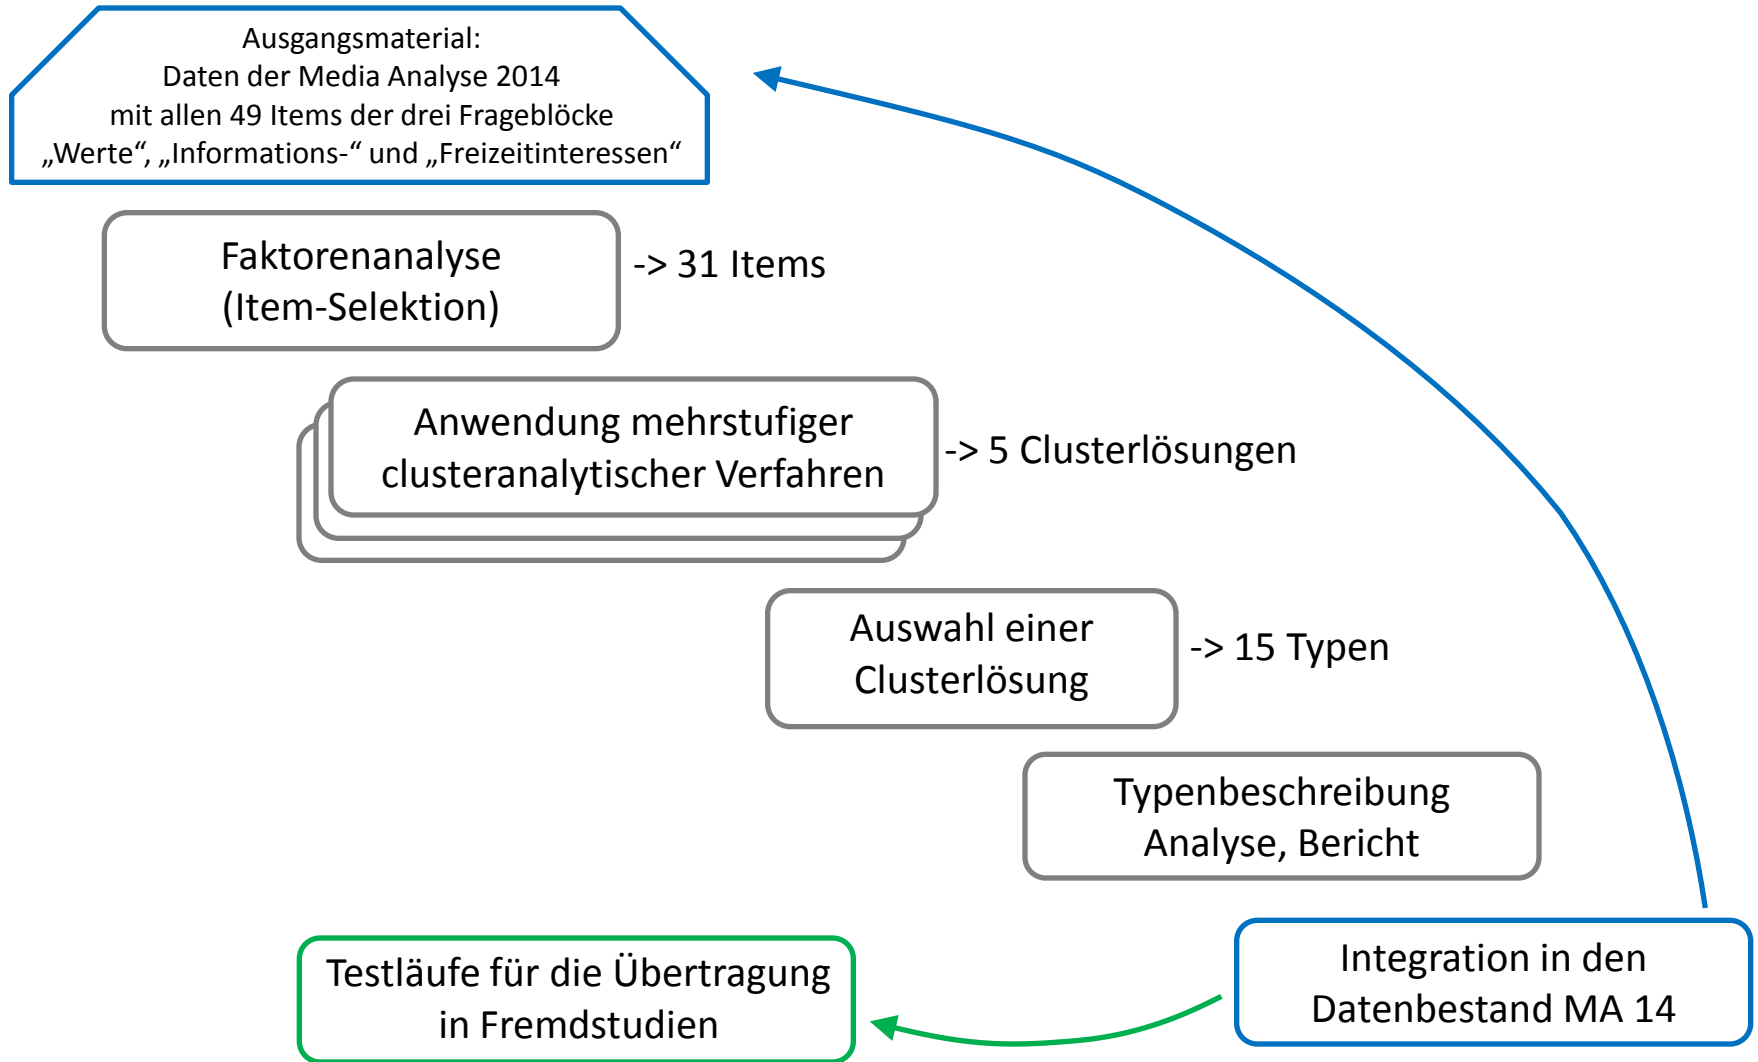 Ausgangsmaterial:
Daten der Media Analyse 2014
mit allen 49 Items der drei Frageblöcke
„Werte“, „Informations-“ und „Freizeitinteressen“
Faktorenanalyse
(Item-Selektion)
-> 31 Items
Anwendung mehrstufiger
clusteranalytischer Verfahren
-> 5 Clusterlösungen
Auswahl einer
Clusterlösung
-> 15 Typen
Typenbeschreibung
Analyse, Bericht
Integration in den
Datenbestand MA 14
Testläufe für die Übertragung
in Fremdstudien